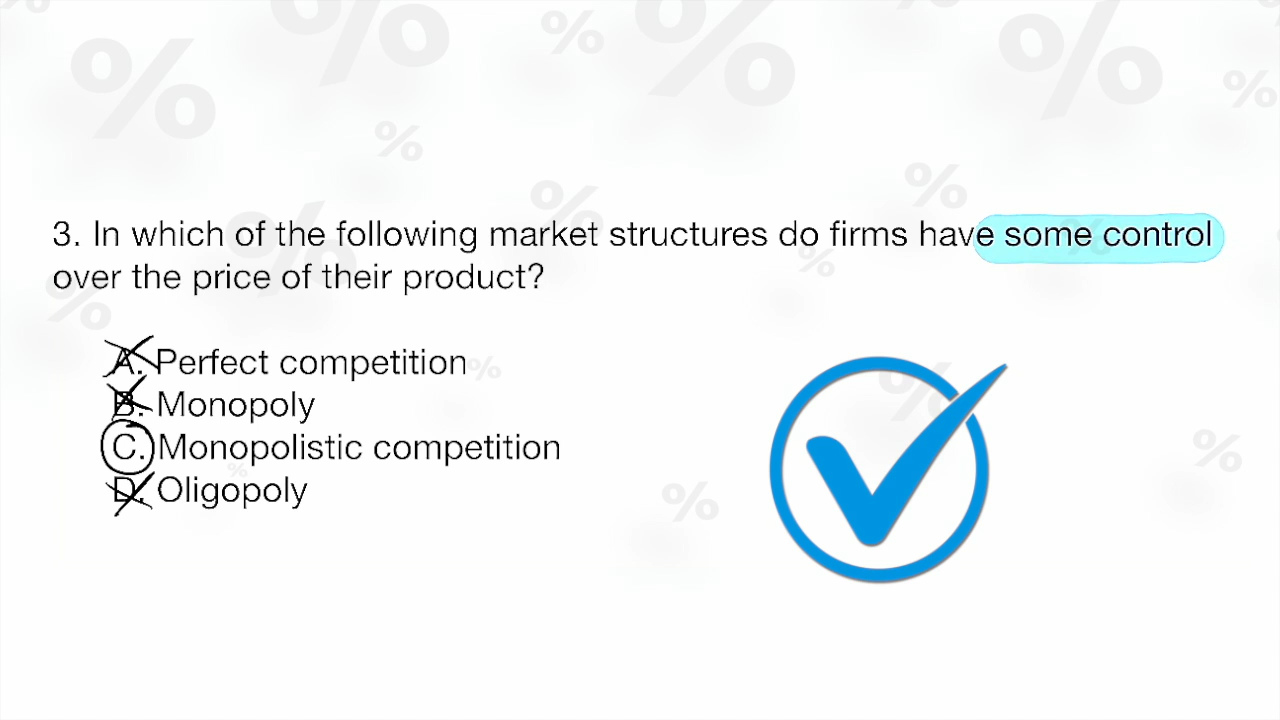 3. In which of the following market structures do firms have some control
over the price of their product?
A. Perfect competition
B. Monopoly
C. Monopolistic competition
D. Oligopoly